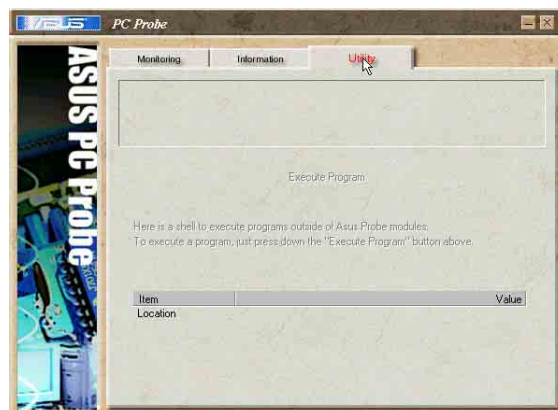 ASUS PC Probe
Monitoring Information Utility
ASUS PC Probe
Execute Program
Here is a shell to execute programs outside of Asus Probe modules.
To execute a program, just press down the "Execute Program" button above.
Item Value
Location